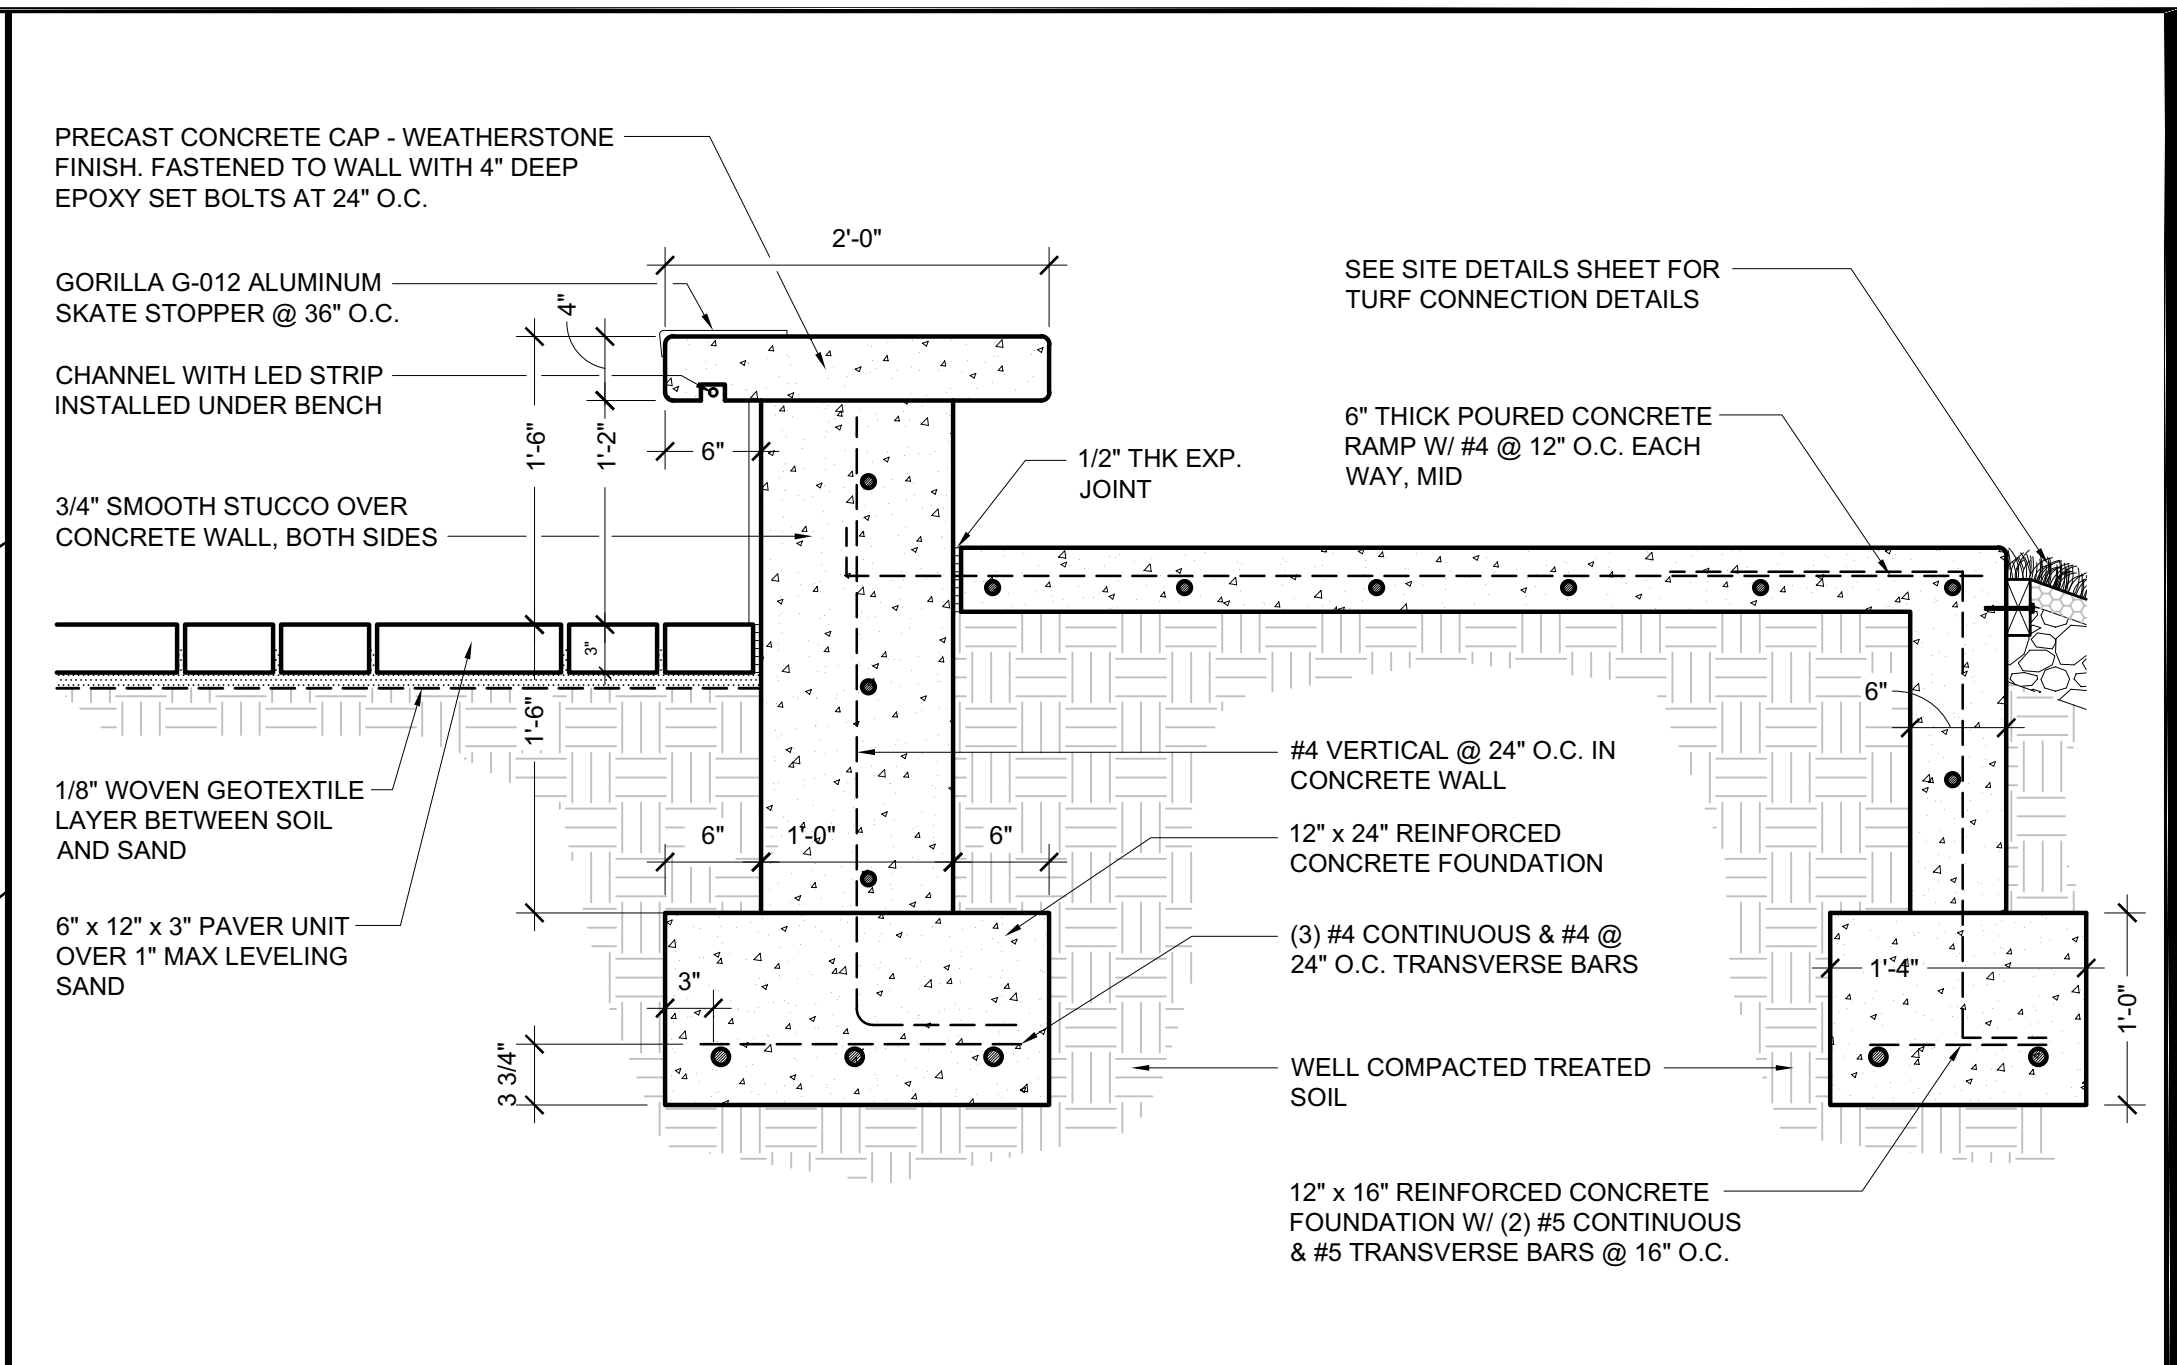 PRECAST CONCRETE CAP - WEATHERSTONE
FINISH. FASTENED TO WALL WITH 4" DEEP
EPOXY SET BOLTS AT 24" O.C.
2'-0"
GORILLA G-012 ALUMINUM
SKATE STOPPER @ 36" O.C.
4"
CHANNEL WITH LED STRIP
INSTALLED UNDER BENCH
1'-6"
1'-2"
6"
3/4" SMOOTH STUCCO OVER
CONCRETE WALL, BOTH SIDES
1/2" THK EXP.
JOINT
SEE SITE DETAILS SHEET FOR
TURF CONNECTION DETAILS
6" THICK POURED CONCRETE
RAMP W/ #4 @ 12" O.C. EACH
WAY, MID
3"
1'-6"
6"
1/8" WOVEN GEOTEXTILE
LAYER BETWEEN SOIL
AND SAND
6" x 12" x 3" PAVER UNIT
OVER 1" MAX LEVELING
SAND
6"
1'-0"
6"
#4 VERTICAL @ 24" O.C. IN
CONCRETE WALL
12" x 24" REINFORCED
CONCRETE FOUNDATION
(3) #4 CONTINUOUS & #4 @
24" O.C. TRANSVERSE BARS
3"
3 3/4"
1'-4"
1'-0"
WELL COMPACTED TREATED
SOIL
12" x 16" REINFORCED CONCRETE
FOUNDATION W/ (2) #5 CONTINUOUS
& #5 TRANSVERSE BARS @ 16" O.C.